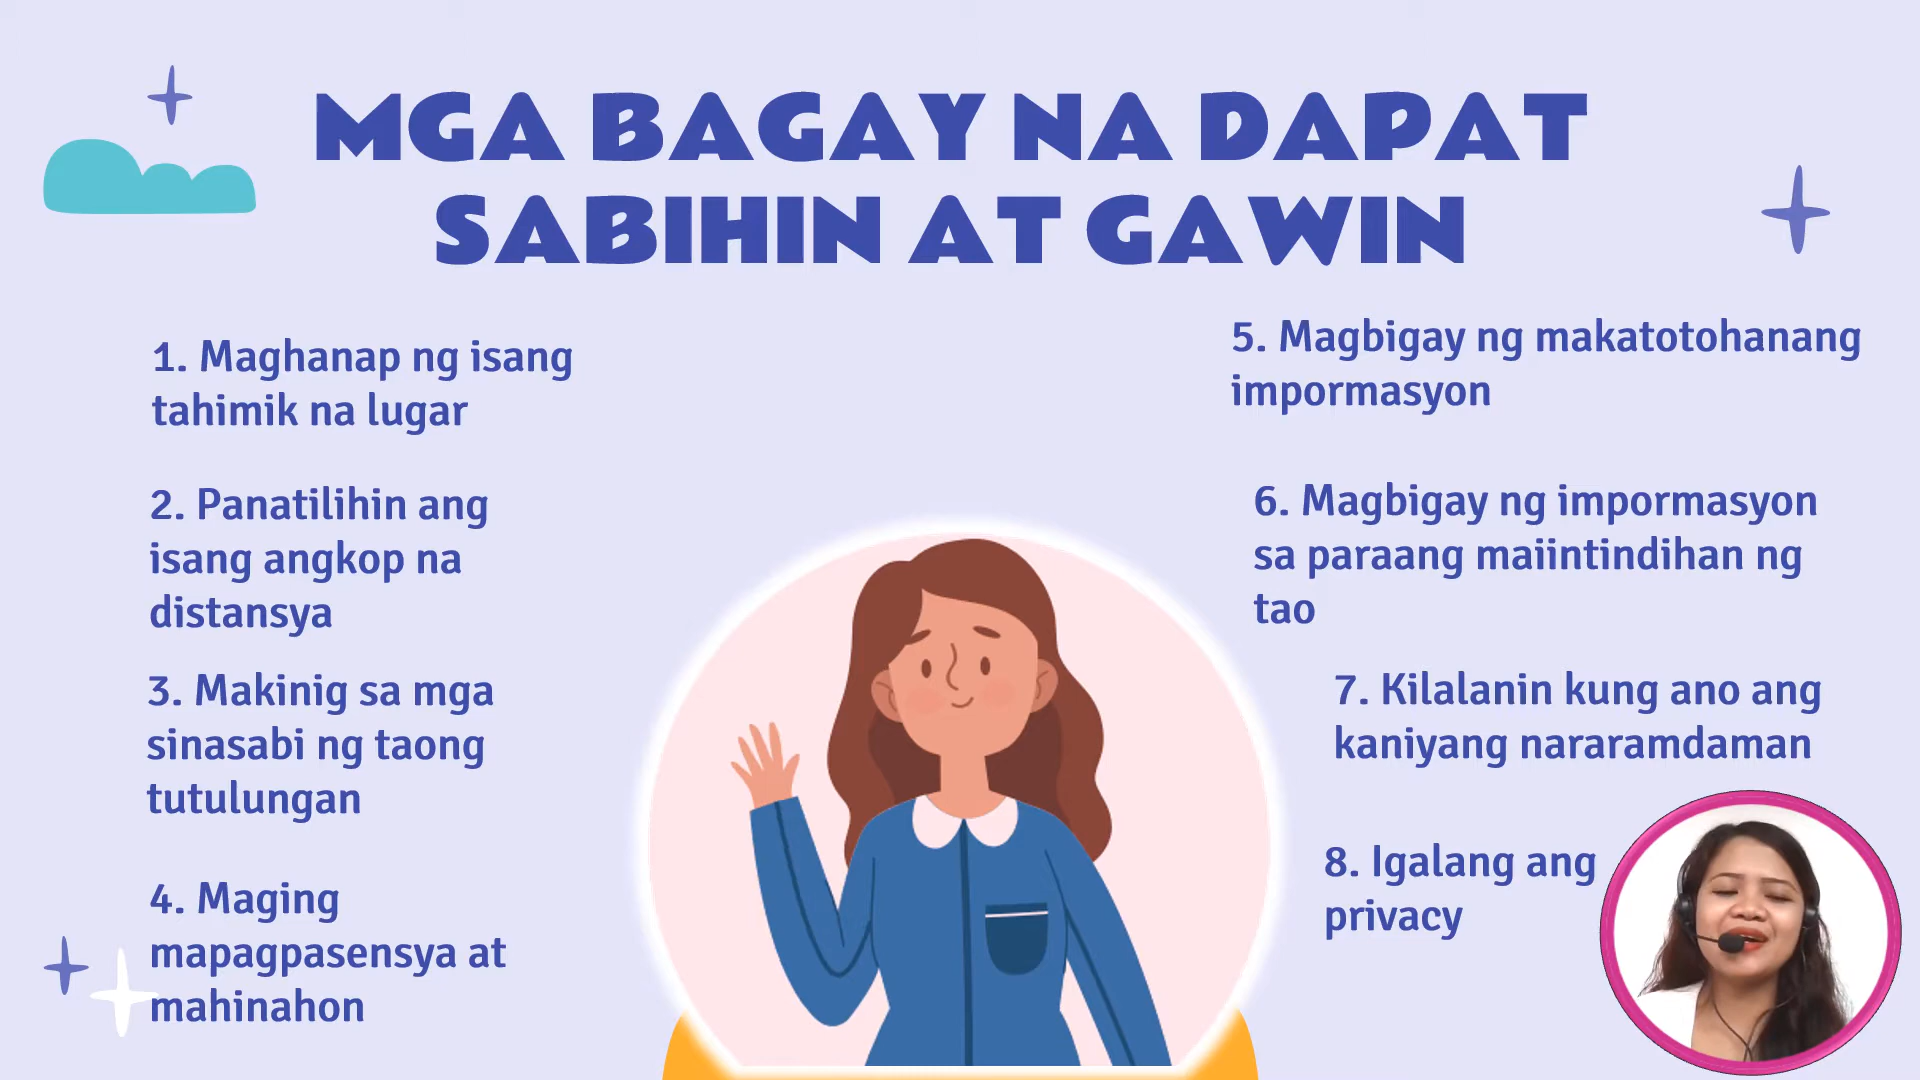 MGA BAGAY NA DAPAT
SABIHIN AT GAWIN
1. Maghanap ng isang
tahimik na lugar
2. Panatilihin ang
isang angkop na
distansya
3. Makinig sa mga
sinasabi ng taong
tutulungan
4. Maging
mapagpasensya at
mahinahon
5. Magbigay ng makatotohanang
impormasyon
6. Magbigay ng impormasyon
sa paraang maiintindihan ng
tao
7. Kilalanin kung ano ang
kaniyang nararamdaman
8. Igalang ang
privacy